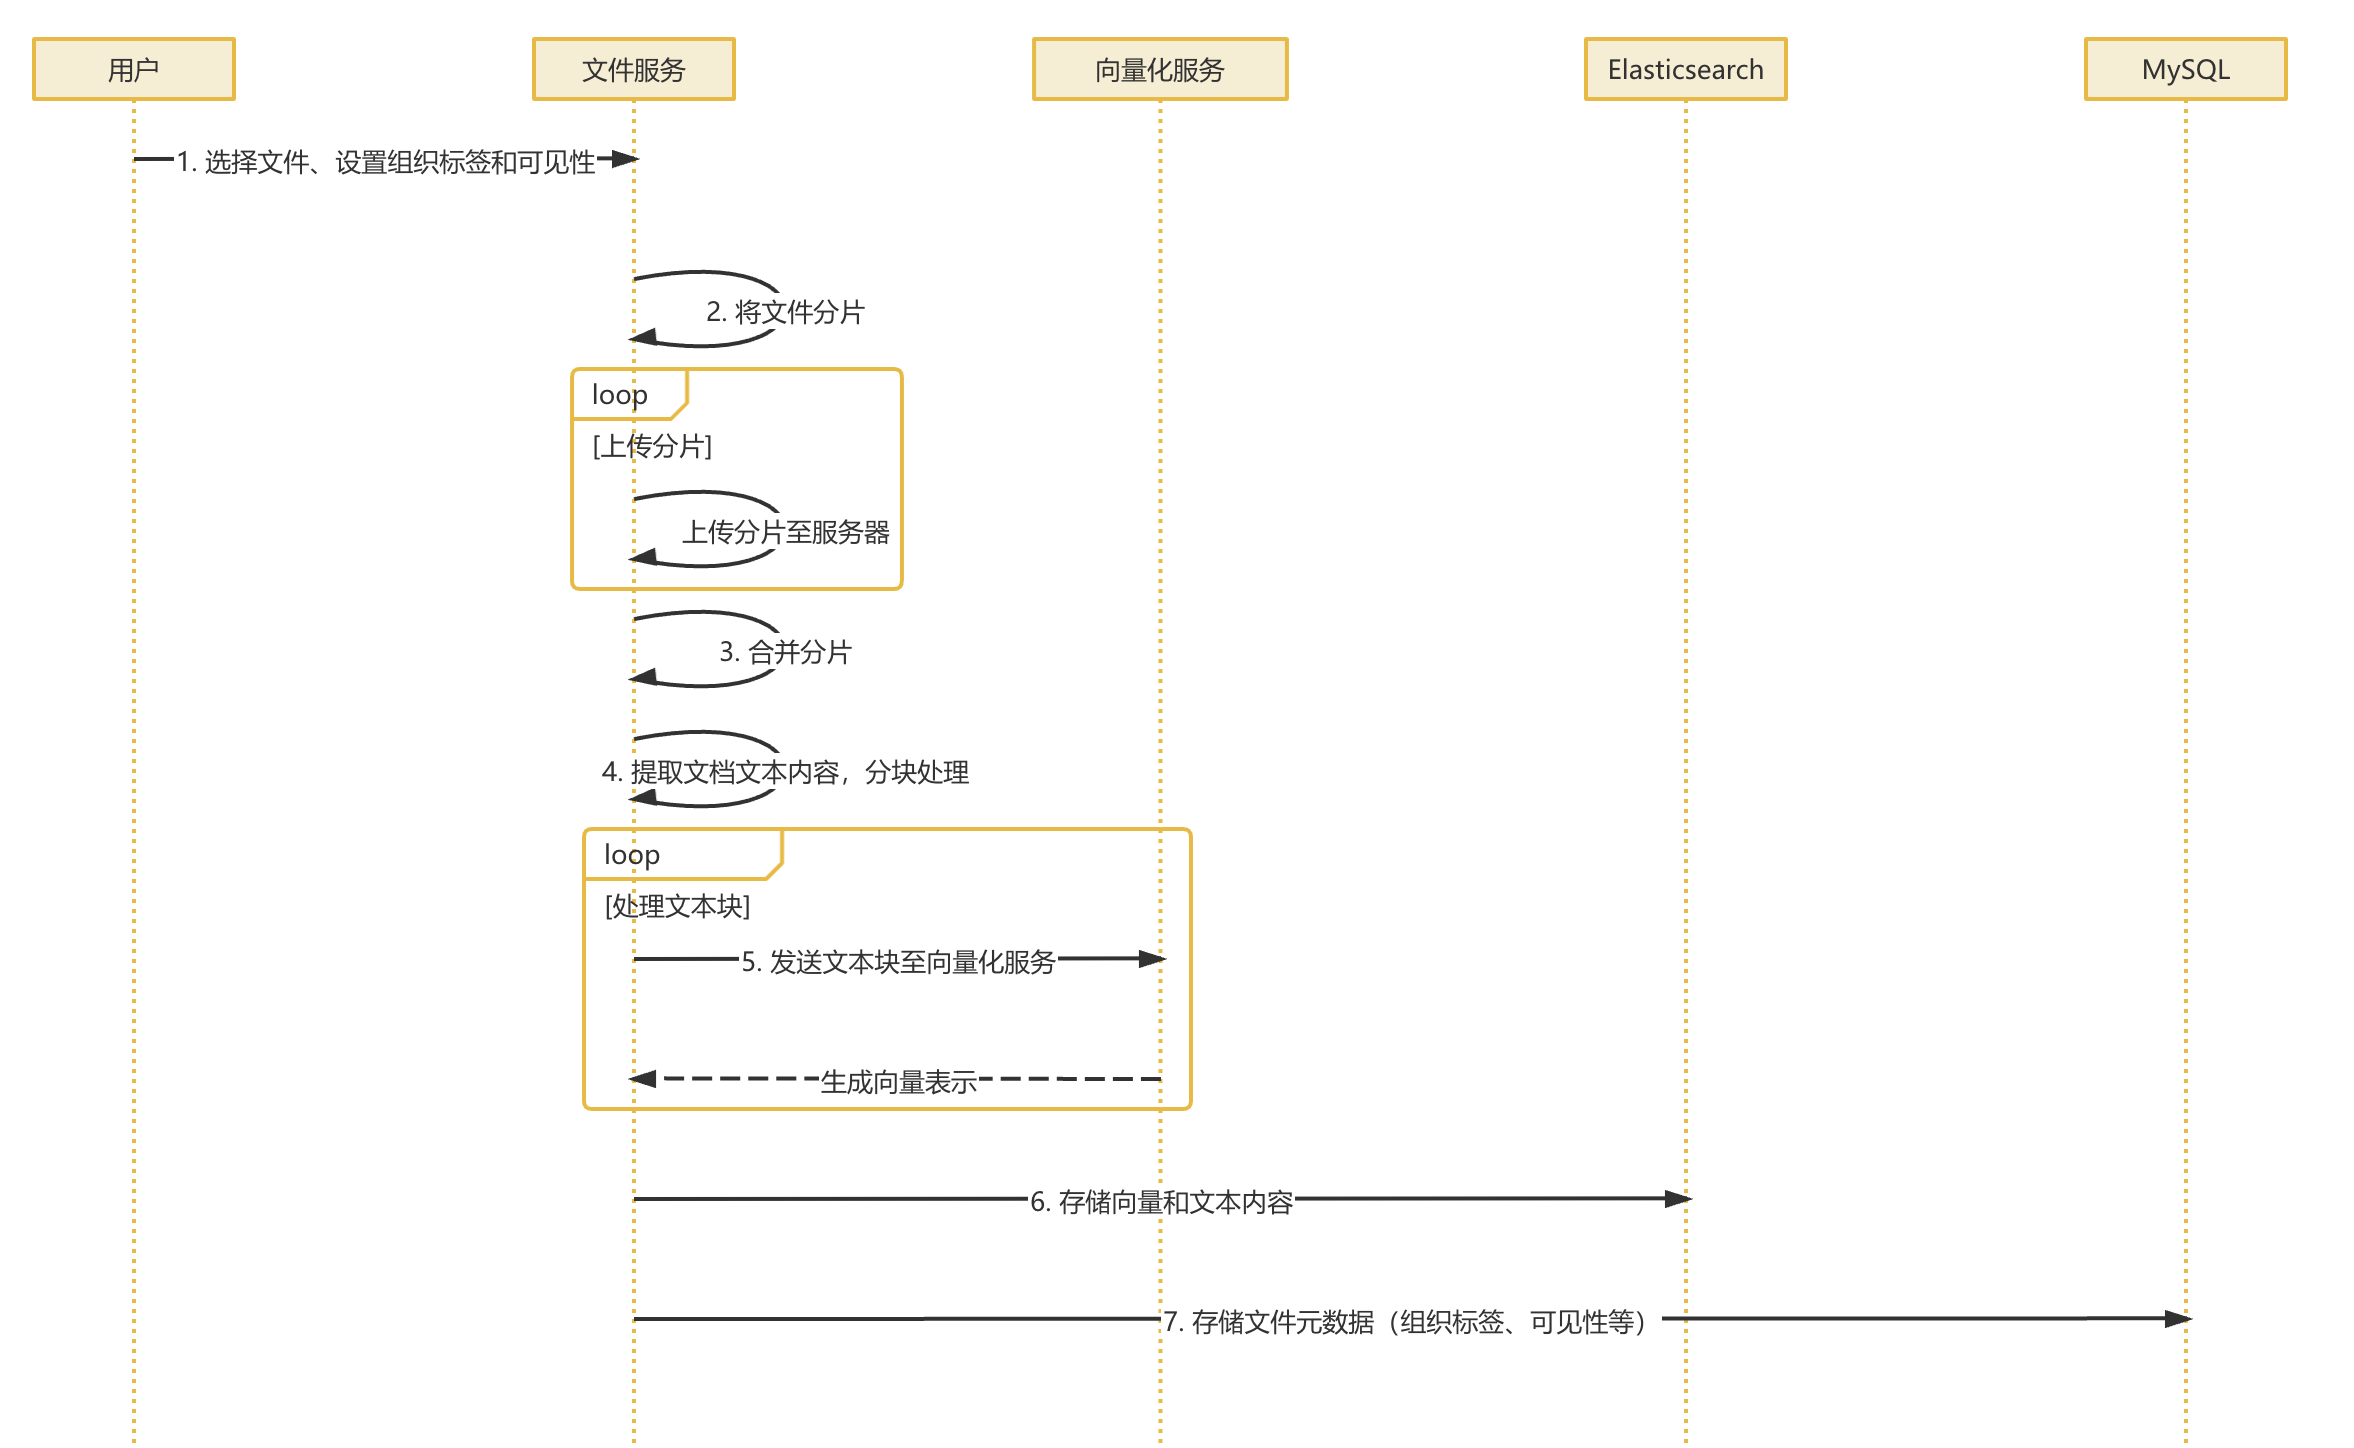 用户
文件服务
向量化服务
Elasticsearch
MySQL
1. 选择文件、设置组织标签和可见性
2. 将文件分片
loop
[上传分片]
上传分片至服务器
3. 合并分片
4. 提取文档文本内容，分块处理
loop
[处理文本块]
5. 发送文本块至向量化服务
生成向量表示
6. 存储向量和文本内容
7. 存储文件元数据（组织标签、可见性等）